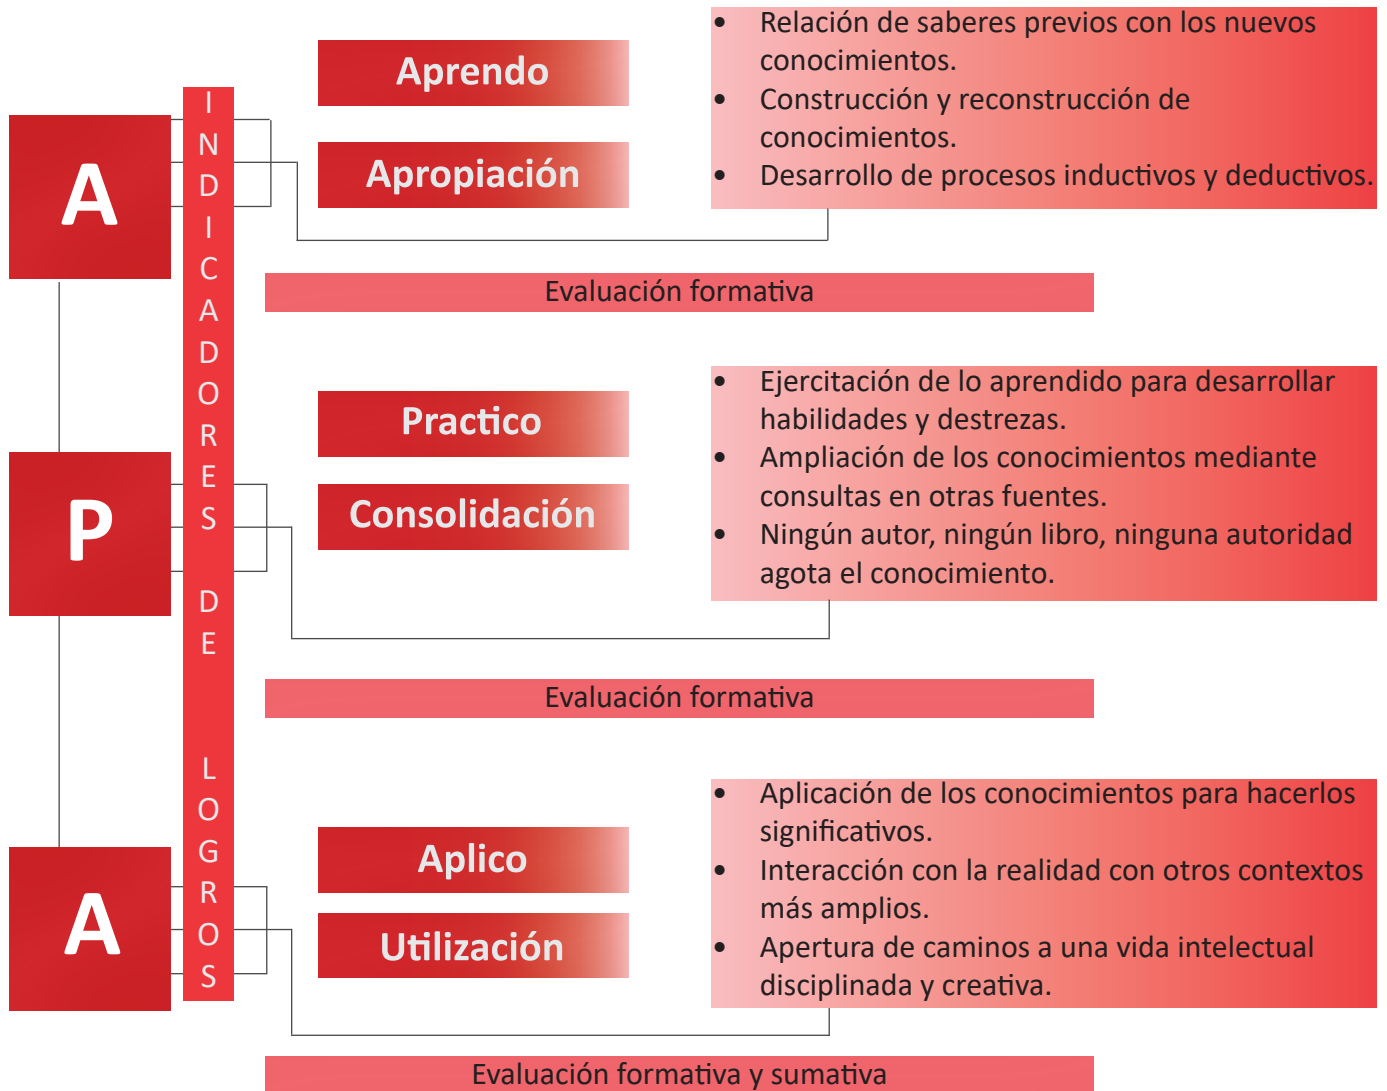 A
INDICADORES DE LOGROS
Aprendo
Apropiación
• Relación de saberes previos con los nuevos
conocimientos.
• Construcción y reconstrucción de
conocimientos.
• Desarrollo de procesos inductivos y deductivos.
Evaluación formativa
P
Practico
Consolidación
• Ejercitación de lo aprendido para desarrollar
habilidades y destrezas.
• Ampliación de los conocimientos mediante
consultas en otras fuentes.
• Ningún autor, ningún libro, ninguna autoridad
agota el conocimiento.
Evaluación formativa
A
Aplico
Utilización
• Aplicación de los conocimientos para hacerlos
significativos.
• Interacción con la realidad con otros contextos
más amplios.
• Apertura de caminos a una vida intelectual
disciplinada y creativa.
Evaluación formativa y sumativa